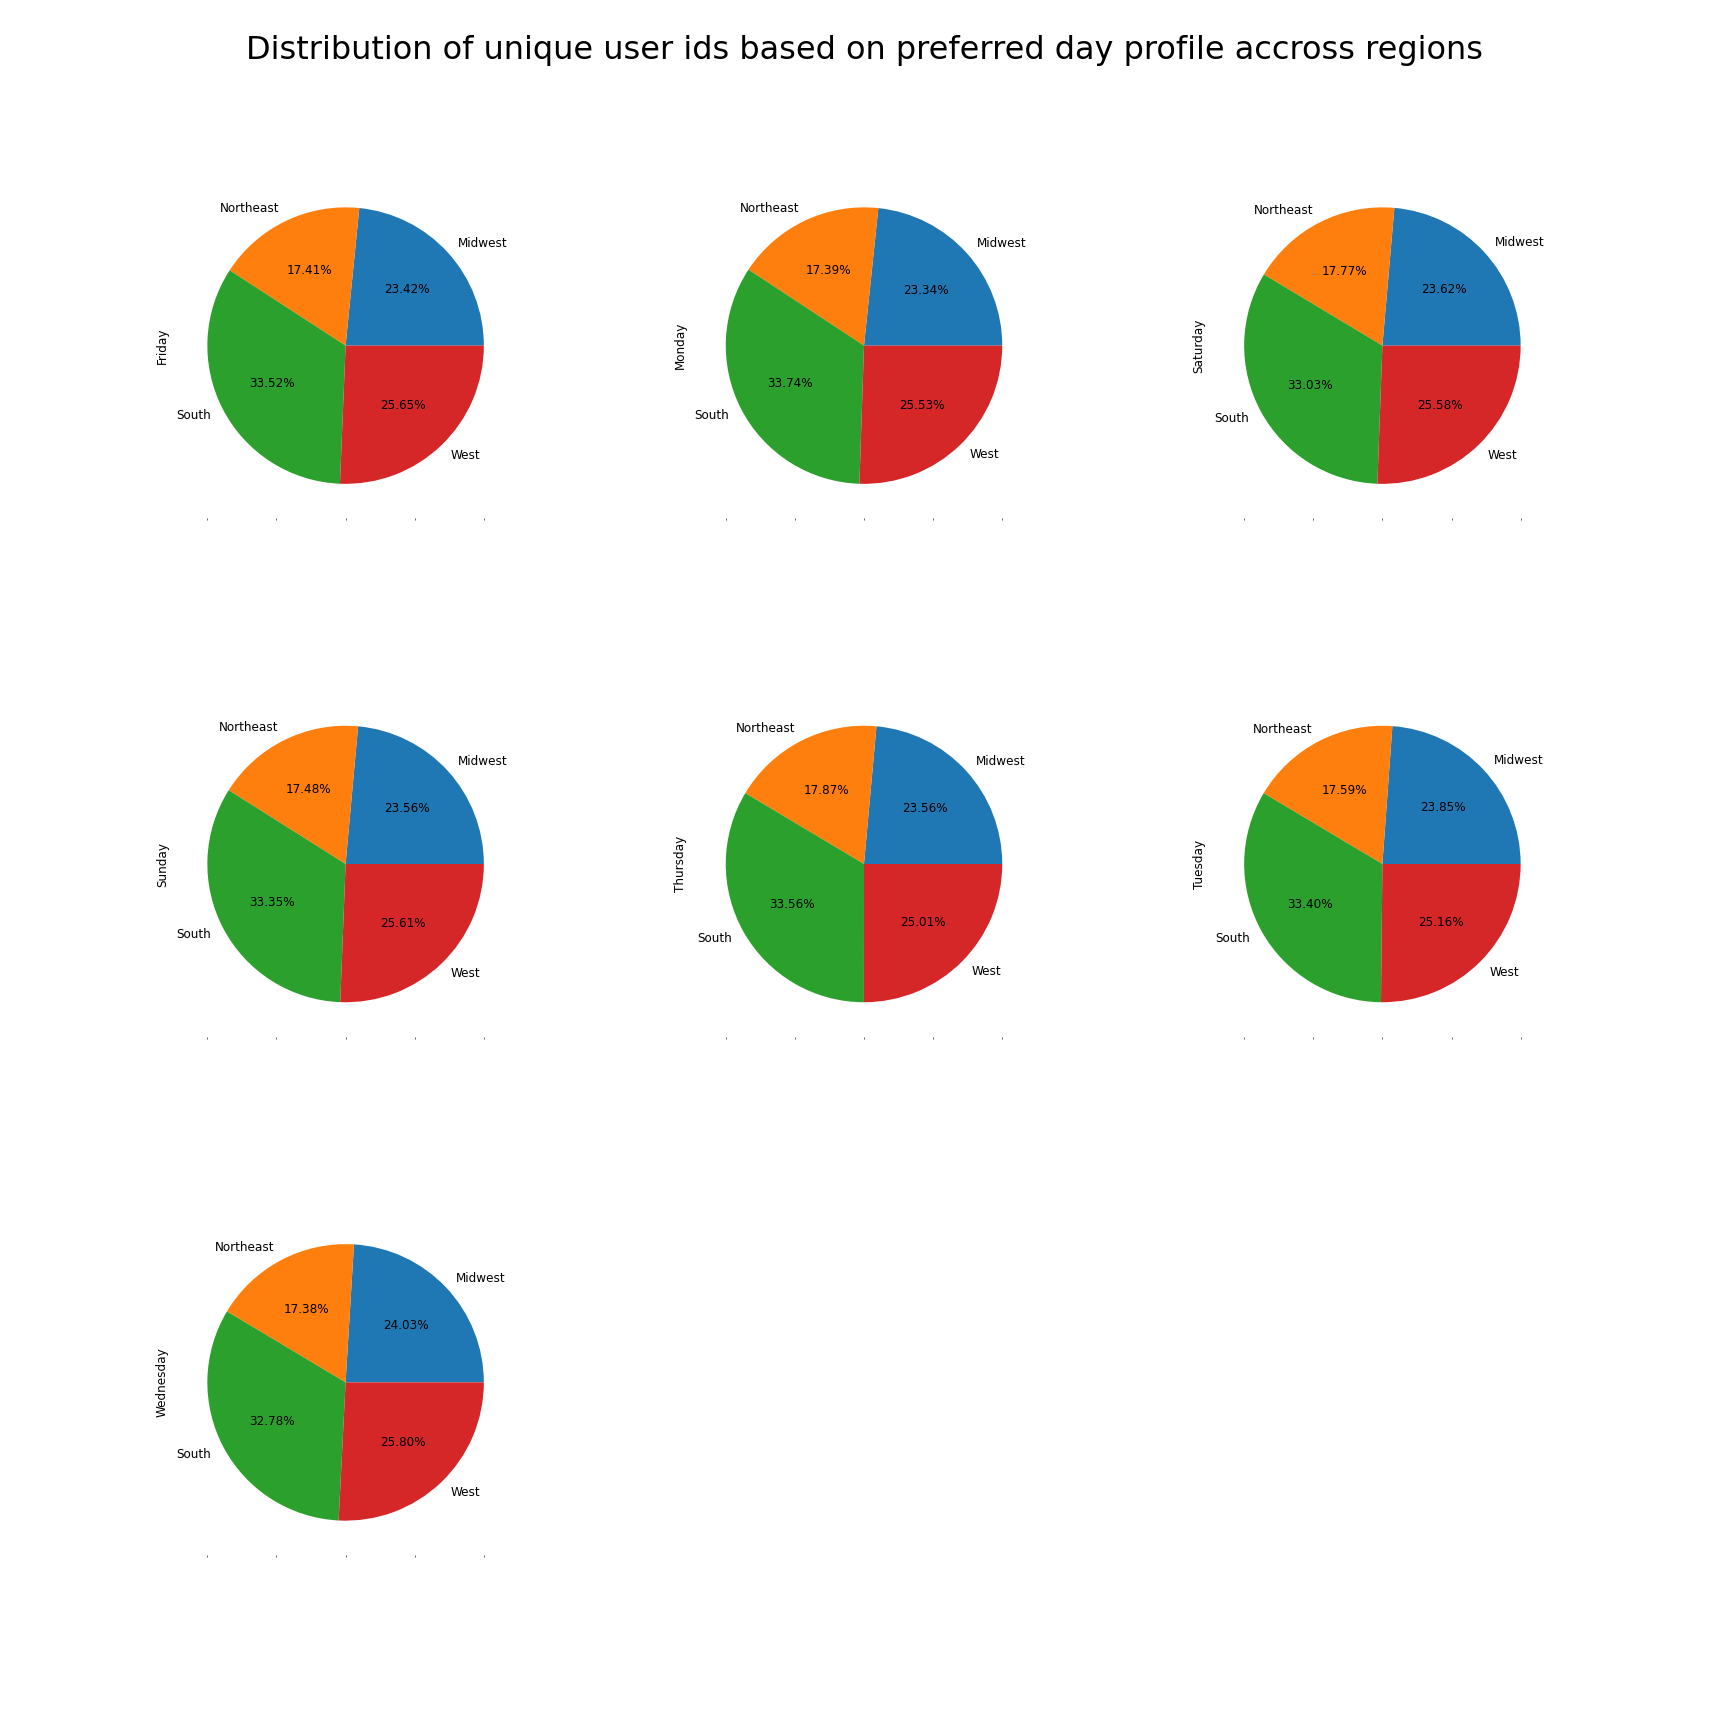 Distribution of unique user ids based on preferred day profile accross regions
Friday
Northeast
Midwest
17.41%
23.42%
33.52%
25.65%
South
West
Monday
Northeast
Midwest
17.39%
23.34%
33.74%
25.53%
South
West
Saturday
Northeast
Midwest
17.77%
23.62%
33.03%
25.58%
South
West
Sunday
Northeast
Midwest
17.48%
23.56%
33.35%
25.61%
South
West
Thursday
Northeast
Midwest
17.87%
23.56%
33.56%
25.01%
South
West
Tuesday
Northeast
Midwest
17.59%
23.85%
33.40%
25.16%
South
West
Wednesday
Northeast
Midwest
17.38%
24.03%
32.78%
25.80%
South
West